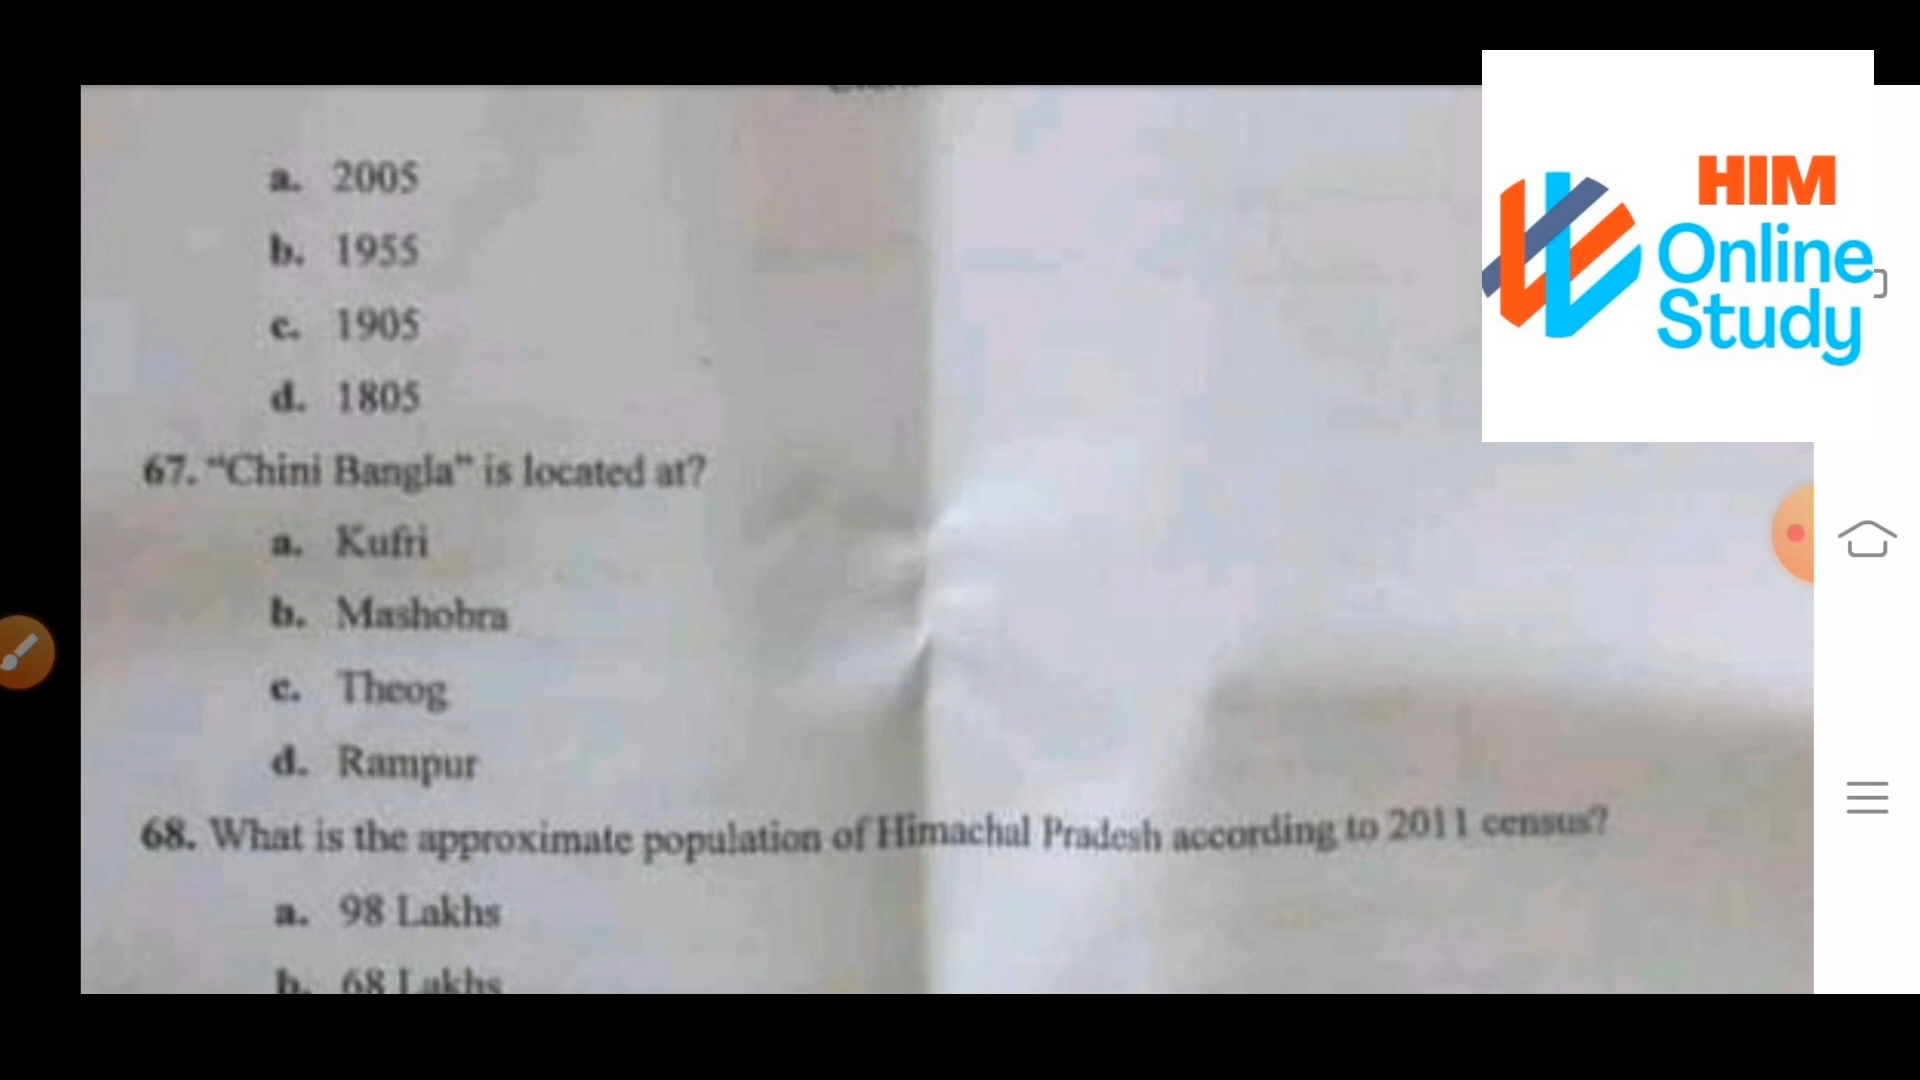 a. 2005
b. 1955
c. 1905
d. 1805
67. "Chini Bangla" is located at?
a. Kufri
b. Mashobra
c. Theog
d. Rampur
68. What is the approximate population of Himachal Pradesh according to 2011 census?
a. 98 Lakhs
b. 68 Lakhs
HIM
Online
Study